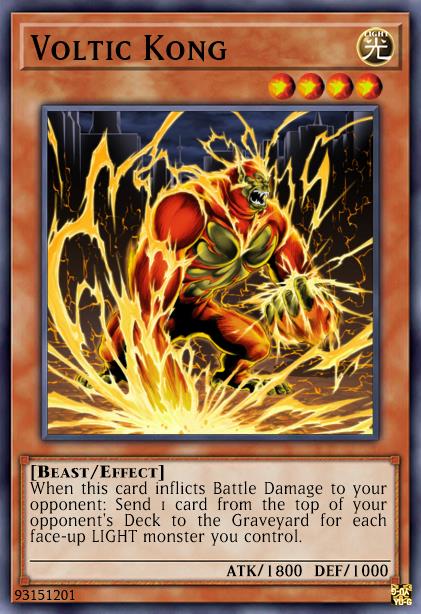 Voltic Kong
LIGHT
光
[Beast/Effect]
When this card inflicts Battle Damage to your
opponent: Send 1 card from the top of your
opponent's Deck to the Graveyard for each
face-up LIGHT monster you control.
ATK/1800 DEF/1000
93151201